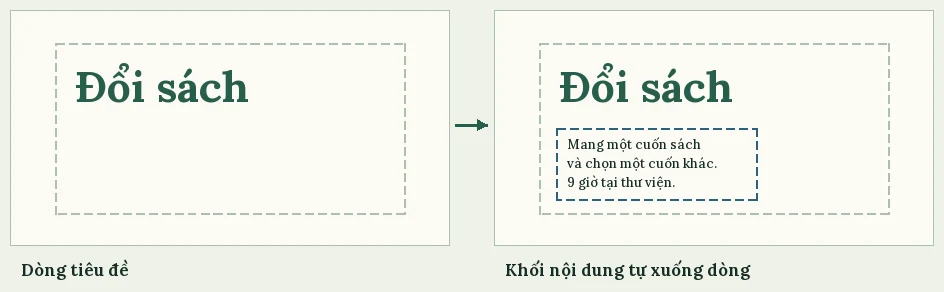 Đổi sách
Dòng tiêu đề
Đổi sách
Mang một cuốn sách
và chọn một cuốn khác.
9 giờ tại thư viện.
Khối nội dung tự xuống dòng